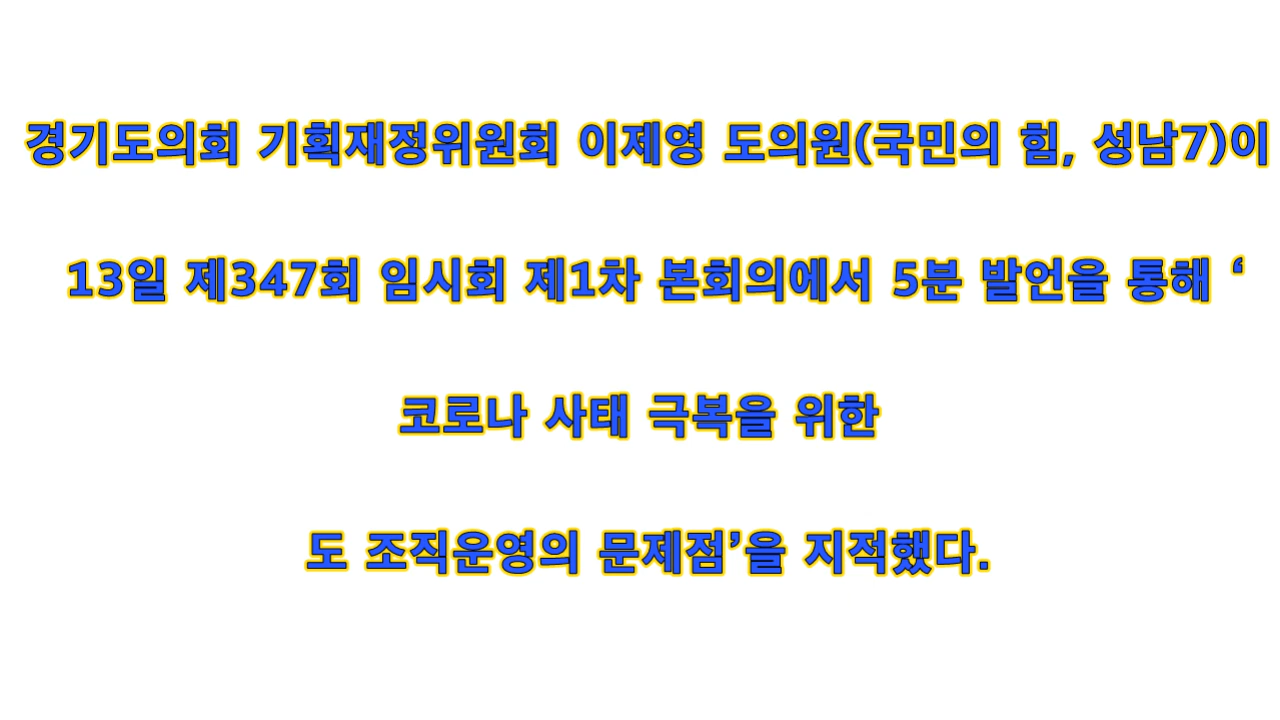 경기도의회 기획재정위원회 이제영 도의원(국민의 힘, 성남7)이
13일 제347회 임시회 제1차 본회의에서 5분 발언을 통해 ‘
코로나 사태 극복을 위한
도 조직운영의 문제점’을 지적했다.